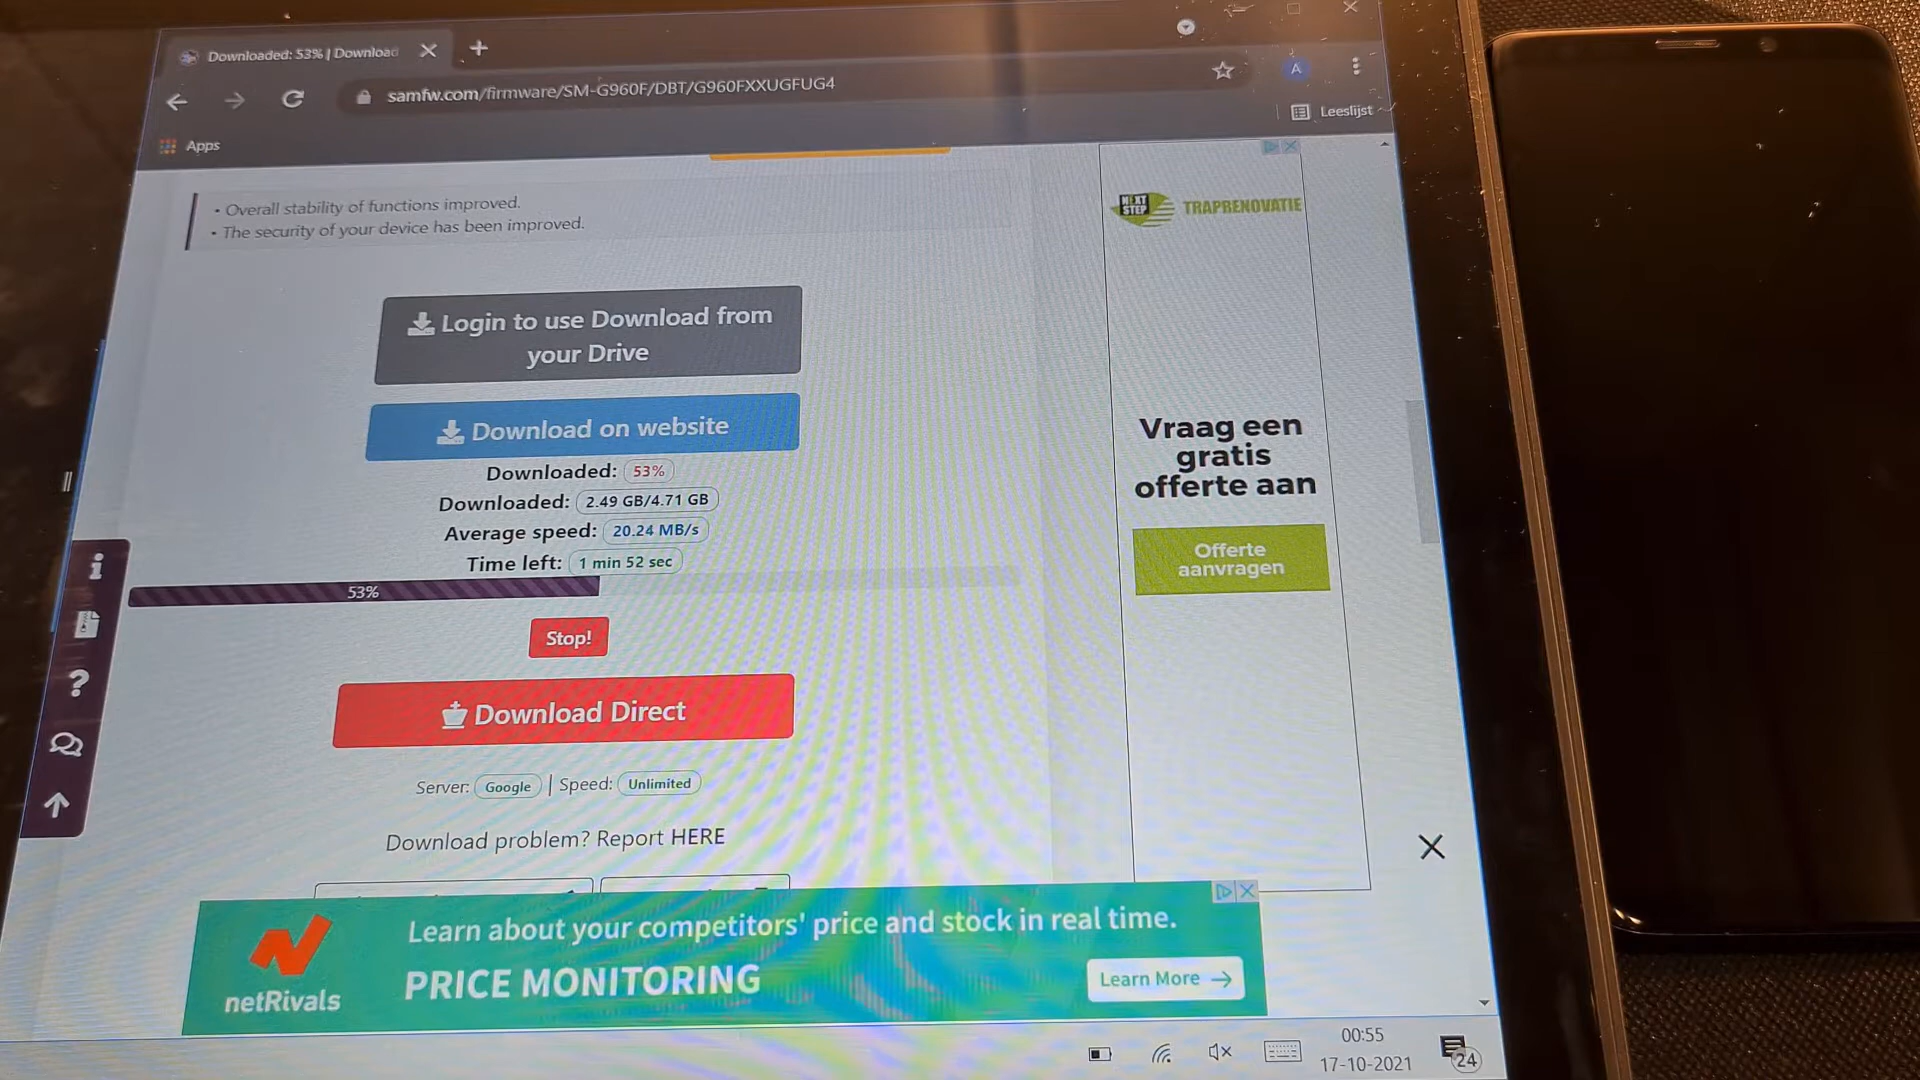 Downloaded: 53% | Download
samfw.com/firmware/SM-G960F/DBT/G960FXXUGFUG4
A
Leeslijst
Apps
• Overall stability of functions improved.
• The security of your device has been improved.
NEXT STEP TRAPRENOVATIE
Login to use Download from
your Drive
Download on website
Downloaded: 53%
Downloaded: 2.49 GB/4.71 GB
Average speed: 20.24 MB/s
Time left: 1 min 52 sec
53%
Stop!
Download Direct
Server: Google | Speed: Unlimited
Download problem? Report HERE
Vraag een
gratis
offerte aan
Offerte
aanvragen
Learn about your competitors' price and stock in real time.
PRICE MONITORING
netRivals
Learn More →
00:55
17-10-2021
24